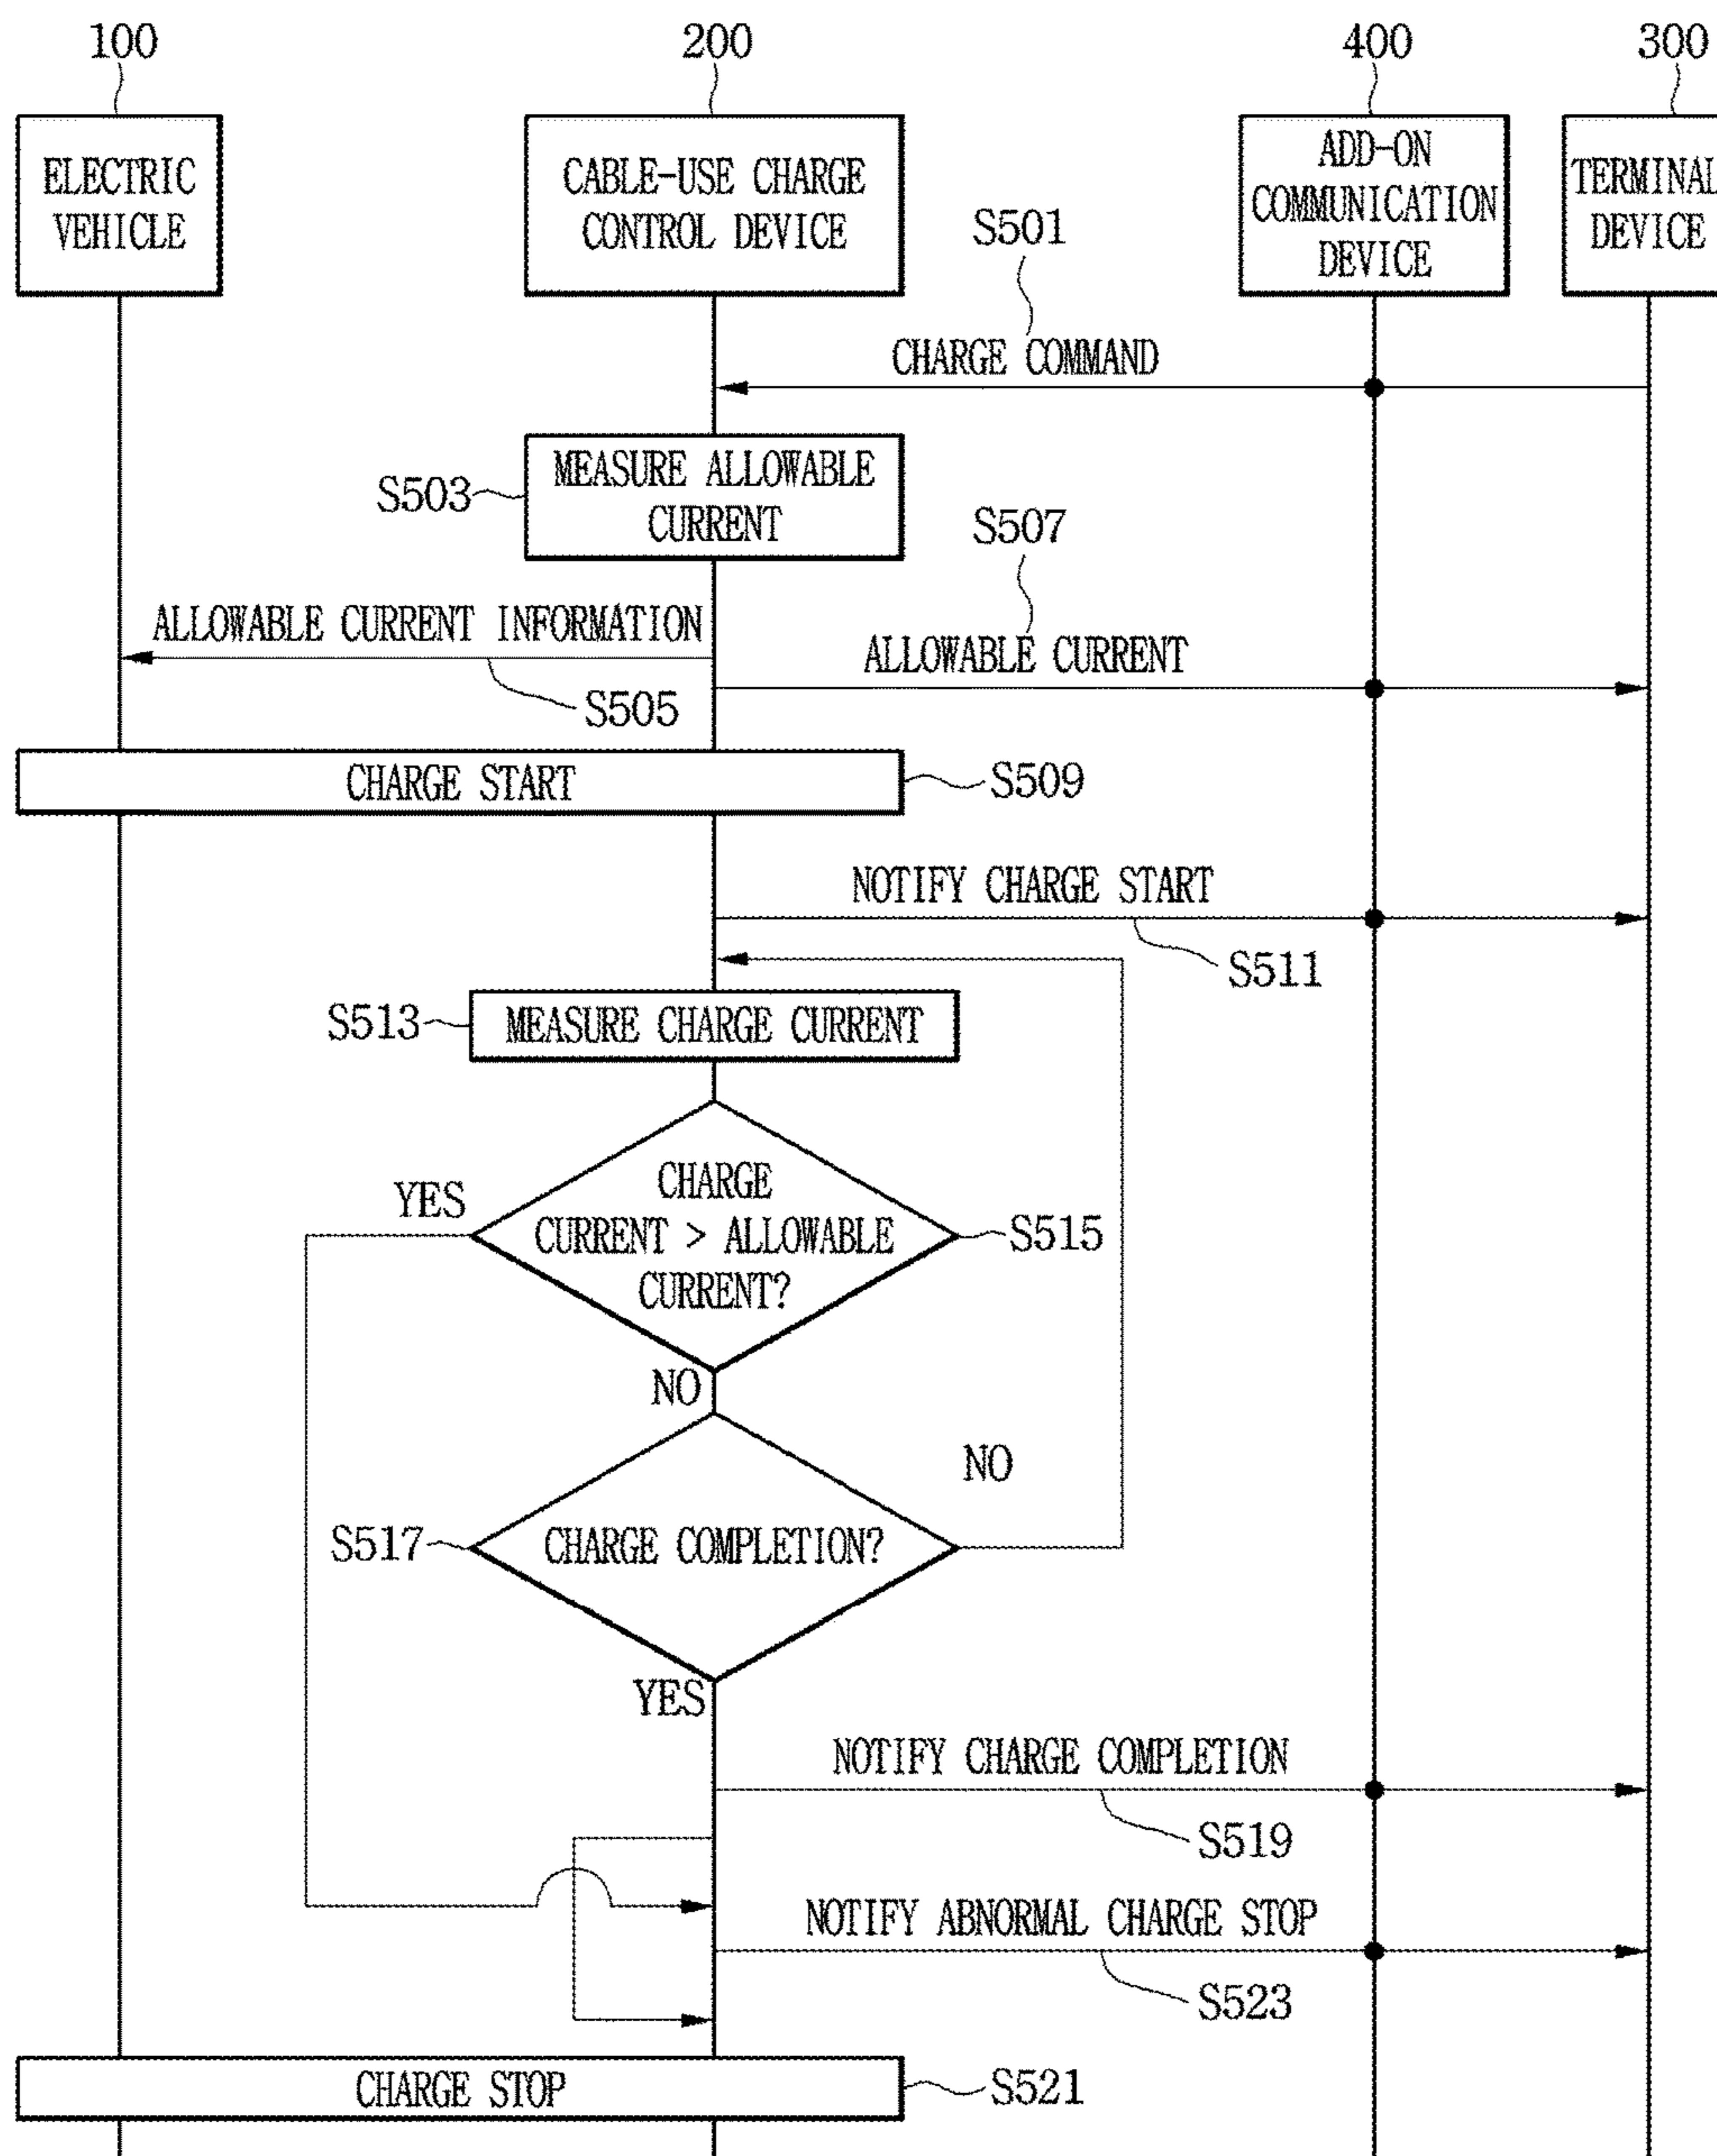 100
200
400
300
ELECTRIC
VEHICLE
CABLE-USE CHARGE
CONTROL DEVICE
ADD-ON
COMMUNICATION
DEVICE
TERMINAL
DEVICE
S501
CHARGE COMMAND
S503
MEASURE ALLOWABLE
CURRENT
S507
ALLOWABLE CURRENT INFORMATION
ALLOWABLE CURRENT
S505
CHARGE START
S509
NOTIFY CHARGE START
S511
S513
MEASURE CHARGE CURRENT
YES
CHARGE
CURRENT > ALLOWABLE
CURRENT?
S515
NO
NO
S517
CHARGE COMPLETION?
YES
NOTIFY CHARGE COMPLETION
S519
NOTIFY ABNORMAL CHARGE STOP
S523
CHARGE STOP
S521